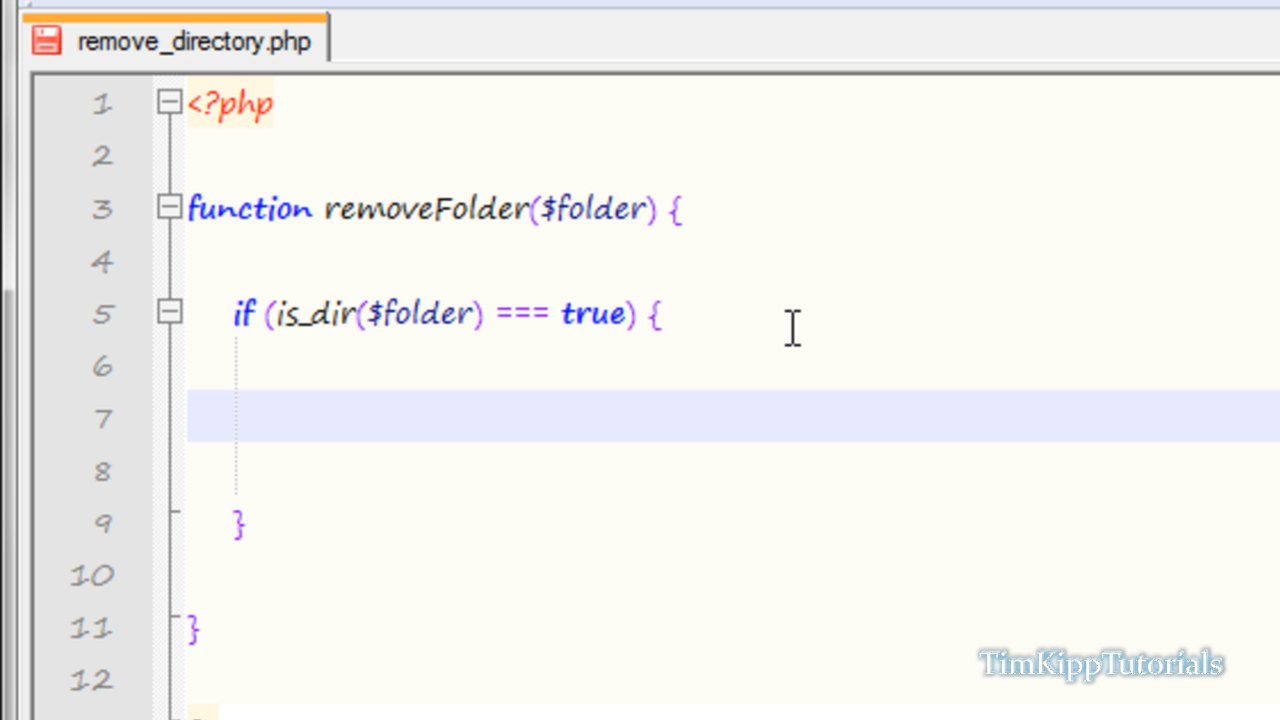 remove_directory.php
1 <?php
2
3 function removeFolder($folder) {
4
5 if (is_dir($folder) === true) {
6
7
8
9 }
10
11 }
12
TimKippTutorials